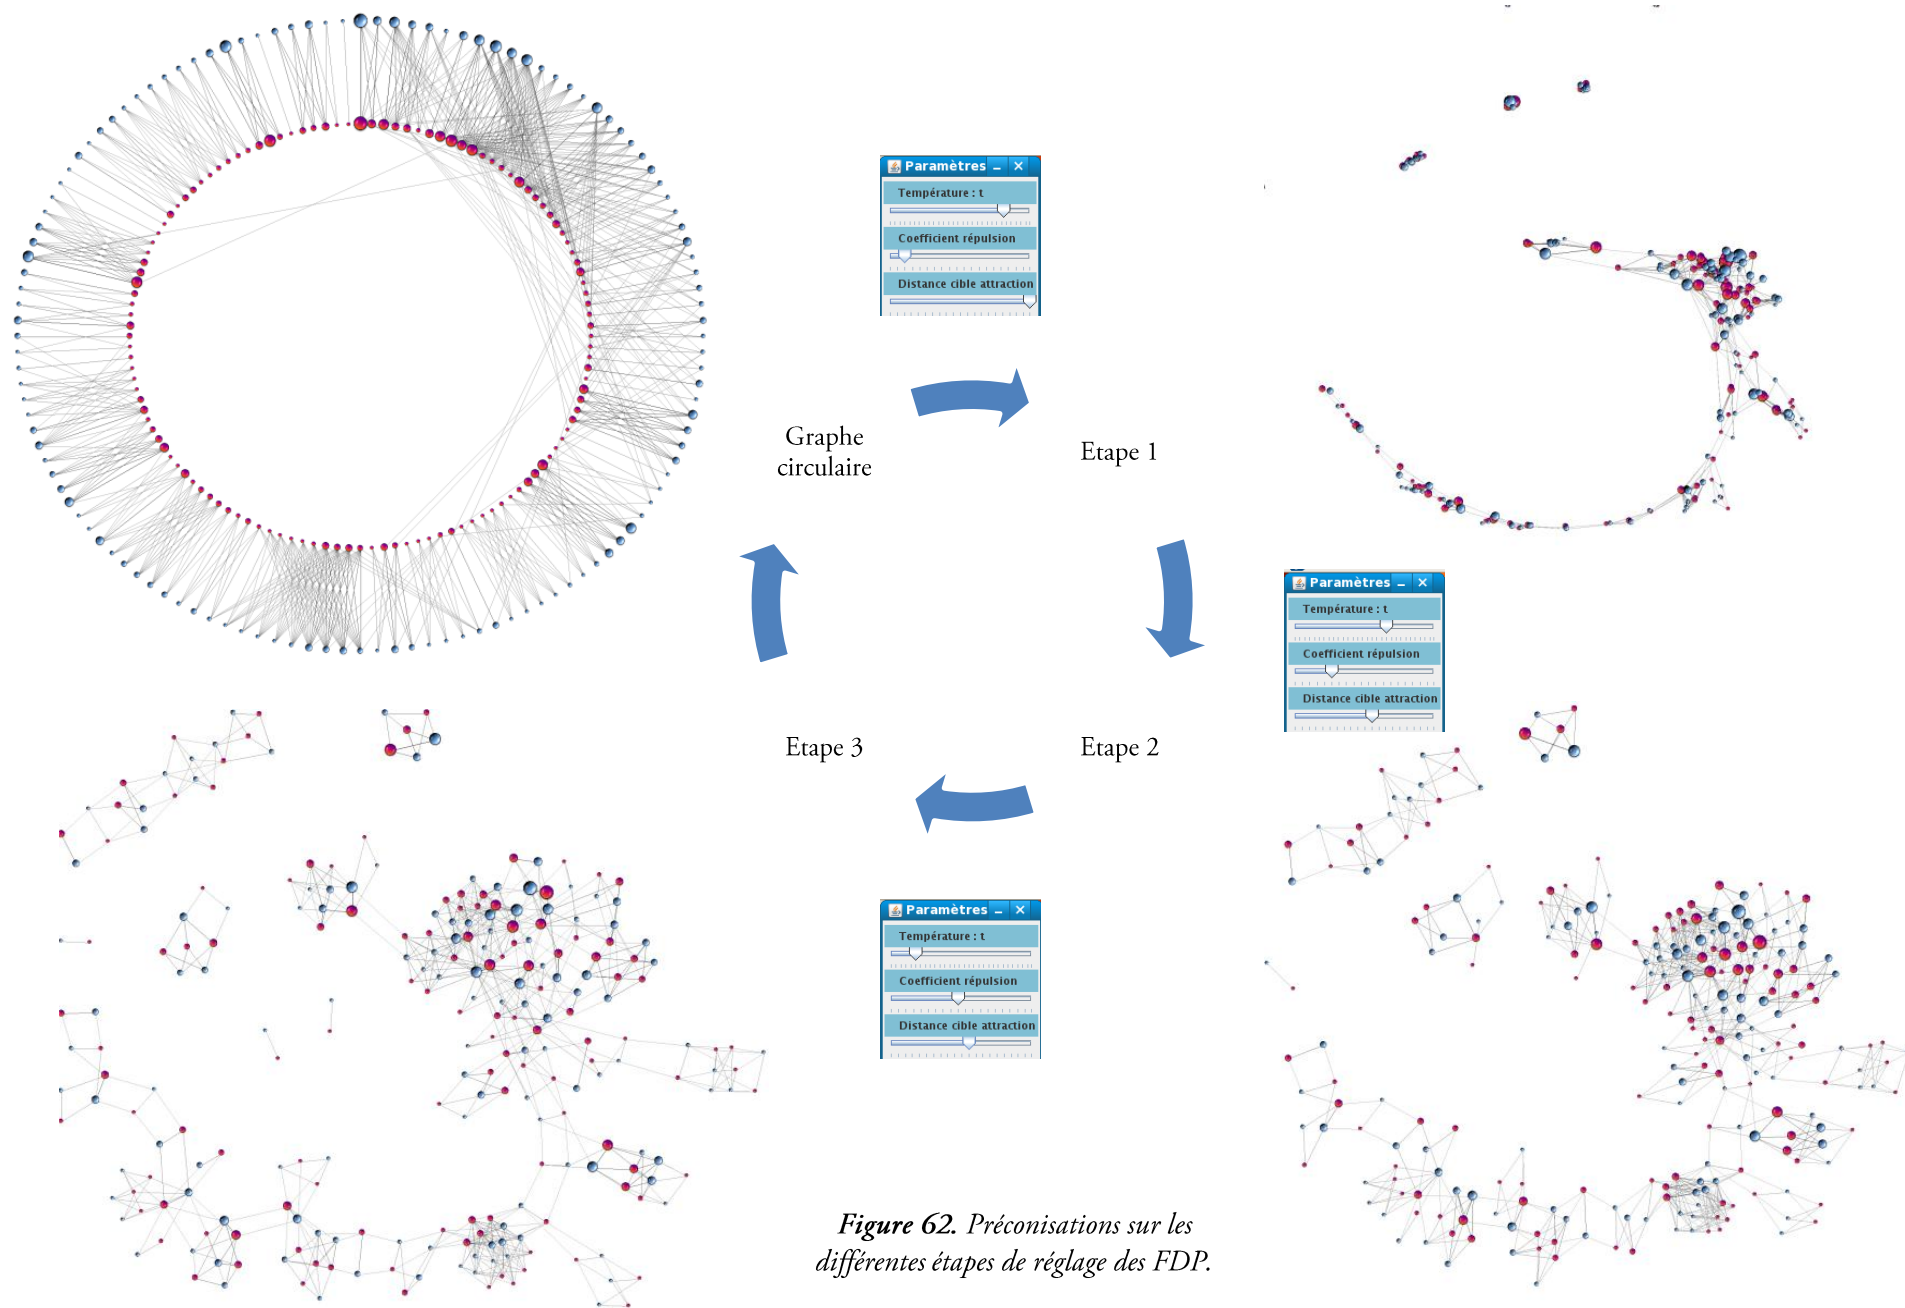 Paramètres
Température : t
Coefficient répulsion
Distance cible attraction
Graphe
circulaire
Etape 1
Paramètres
Température : t
Coefficient répulsion
Distance cible attraction
Etape 3
Etape 2
Paramètres
Température : t
Coefficient répulsion
Distance cible attraction
Figure 62. Préconisations sur les
différentes étapes de réglage des FDP.